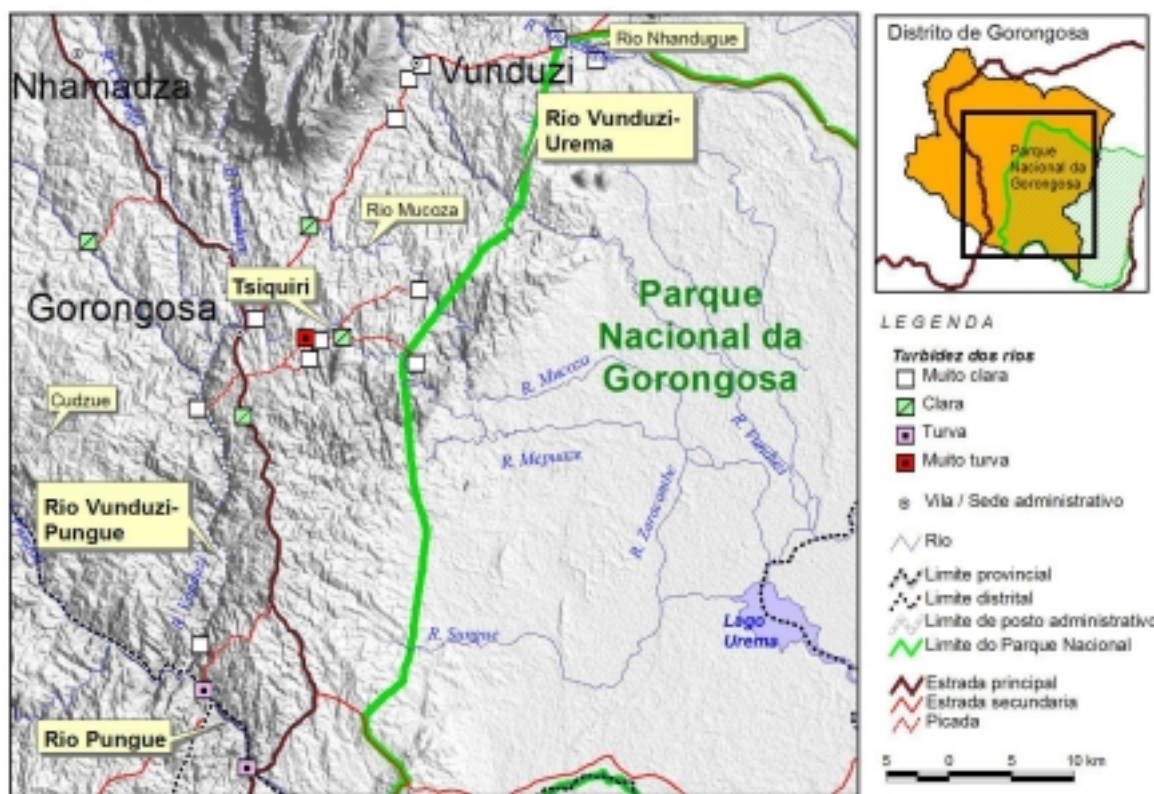 Nhamadza
Vunduzi
Rio Nhandugue
Rio Vunduzi-
Urema
Rio Mucoza
Tsiquiri
Gorongosa
Parque
Nacional da
Gorongosa
Cudzue
R. Mucoza
R. Vunduzi
Rio Vunduzi-
Pungue
R. Vunduzi
R. Sungue
Lago
Urema
Rio Pungue
Distrito de Gorongosa
Parque
Nacional da
Gorongosa
LEGENDA
Turbidez dos rios
Muito clara
Clara
Turva
Muito turva
Vila / Sede administrativo
Rio
Limite provincial
Limite distrital
Limite de posto administrativo
Limite do Parque Nacional
Estrada principal
Estrada secundaria
Picada
5 0 5 10 km